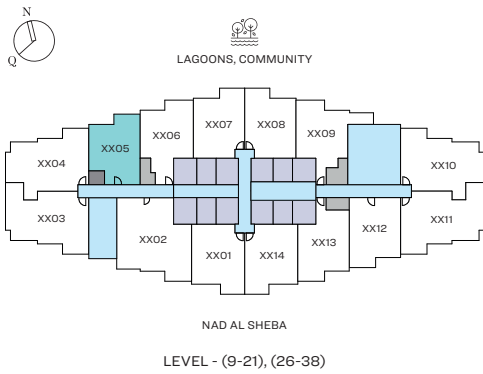 N
Q
LAGOONS, COMMUNITY
XX04
XX05
XX06
XX07
XX08
XX09
XX10
XX03
XX02
XX01
XX14
XX13
XX12
XX11
NAD AL SHEBA
LEVEL - (9-21), (26-38)